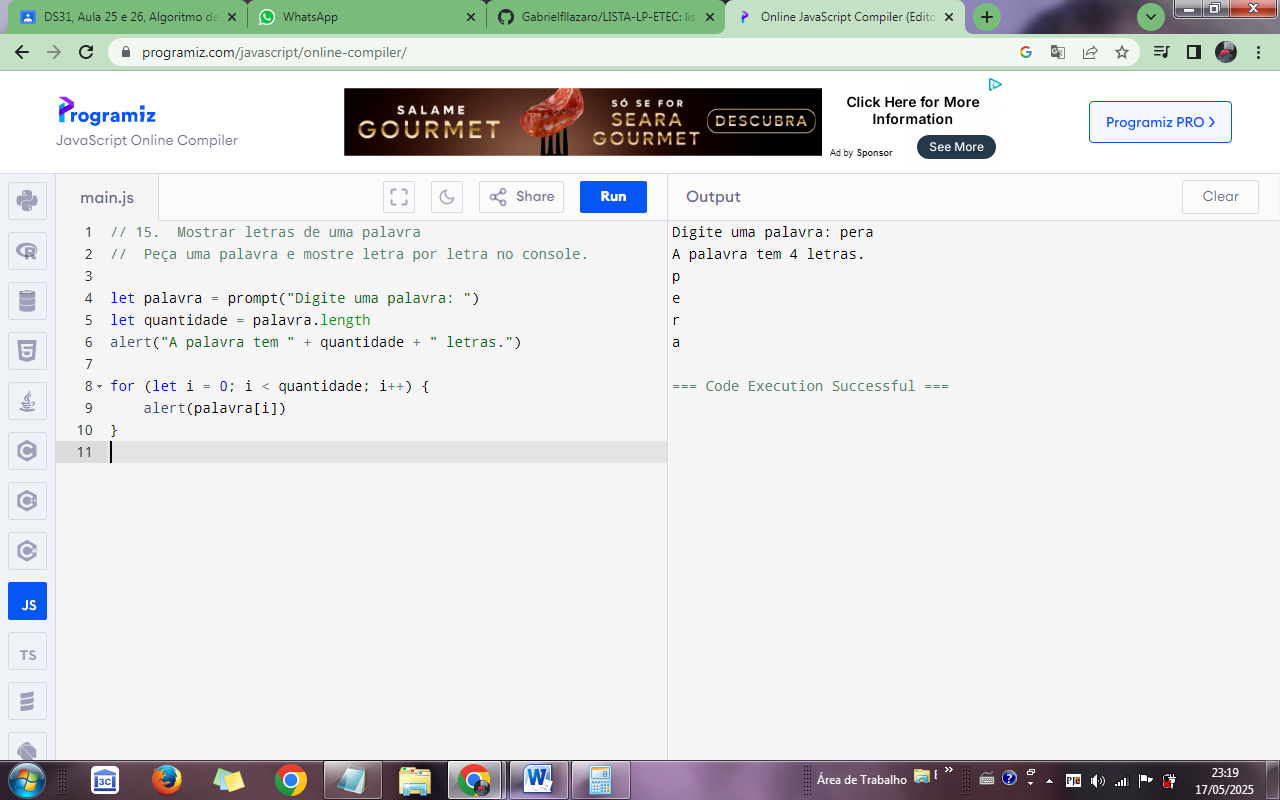 DS31, Aula 25 e 26, Algoritmo de
WhatsApp
Gabrielfllazaro/LISTA-LP-ETEC: lis
Online JavaScript Compiler (Edito
programiz.com/javascript/online-compiler/
Programiz
JavaScript Online Compiler
SALAME
GOURMET
SÓ SE FOR
SEARA
GOURMET
DESCUBRA
Click Here for More
Information
Ad by Sponsor
See More
Programiz PRO
main.js
Share
Run
Output
Clear
1 // 15.  Mostrar letras de uma palavra
2 //  Peça uma palavra e mostre letra por letra no console.
3
4 let palavra = prompt("Digite uma palavra: ")
5 let quantidade = palavra.length
6 alert("A palavra tem " + quantidade + " letras.")
7
8 for (let i = 0; i < quantidade; i++) {
9     alert(palavra[i])
10 }
11
Digite uma palavra: pera
A palavra tem 4 letras.
p
e
r
a
=== Code Execution Successful ===
R
5
C
C
C
JS
TS
3C
W
Área de Trabalho
PJe
23:19
17/05/2025